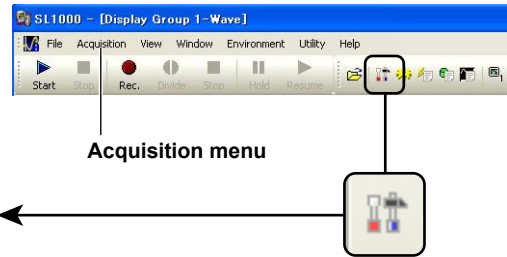 SL1000 - [Display Group 1-Wave]
File Acquisition View Window Environment Utility Help
Start Stop Rec. Divide Stop Hold Resume
Acquisition menu